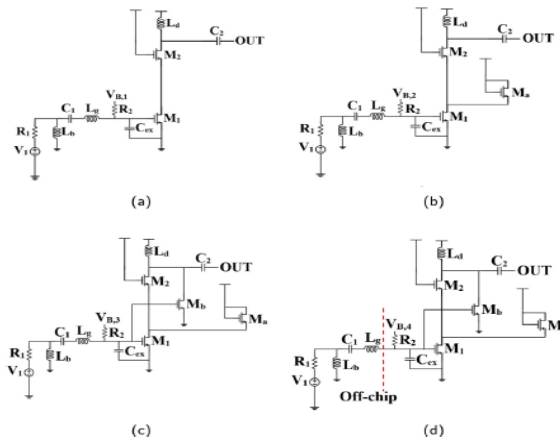 Ld
C2
OUT
M2
VB,1
C1
Lg
R2
M1
R1
Lb
Cex
V1
(a)
Ld
C2
OUT
M2
Ma
VB,2
C1
Lg
R2
M1
R1
Lb
Cex
V1
(b)
Ld
C2
OUT
M2
Mb
Ma
VB,3
C1
Lg
R2
M1
R1
Lb
Cex
V1
(c)
Ld
C2
OUT
M2
Mb
M
VB,4
C1
Lg
R2
M1
R1
Lb
Cex
V1
Off-chip
(d)